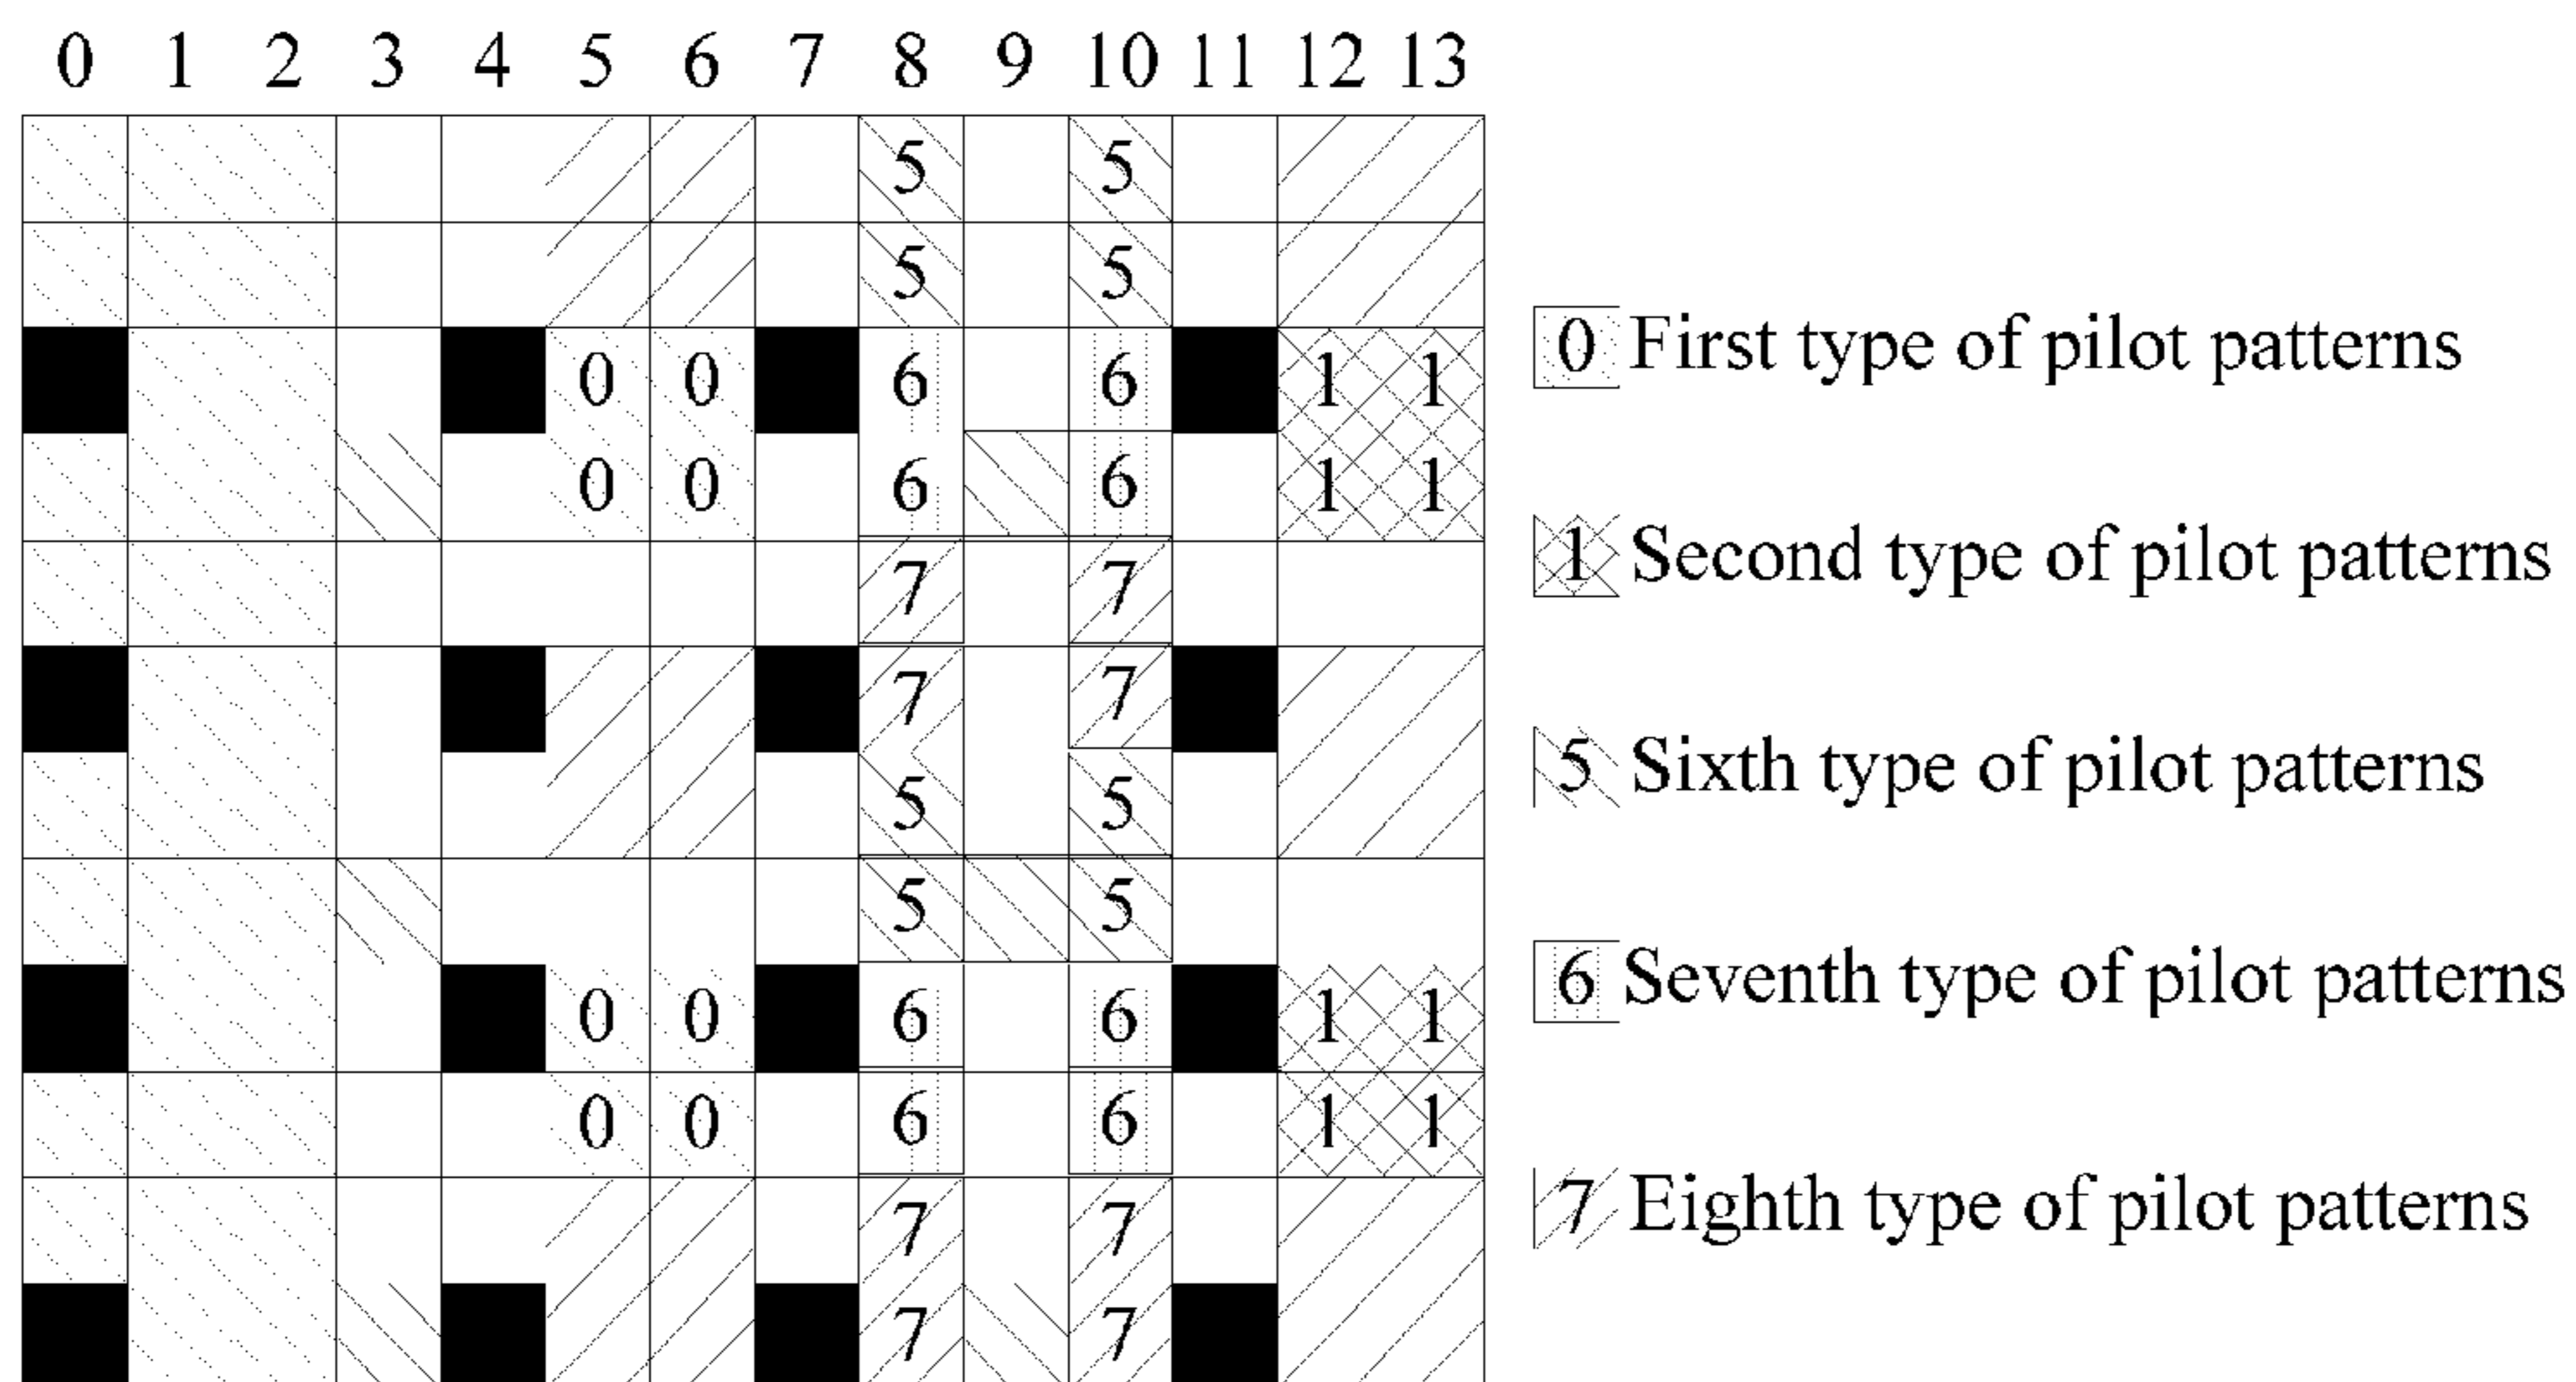 0 1 2 3 4 5 6 7 8 9 10 11 12 13
5 5
5 5
0 0 6 6 1 1
0 0 6 6 1 1
7 7
7 7
5 5
5 5
0 0 6 6 1 1
0 0 6 6 1 1
7 7
7 7
0 First type of pilot patterns
1 Second type of pilot patterns
5 Sixth type of pilot patterns
6 Seventh type of pilot patterns
7 Eighth type of pilot patterns